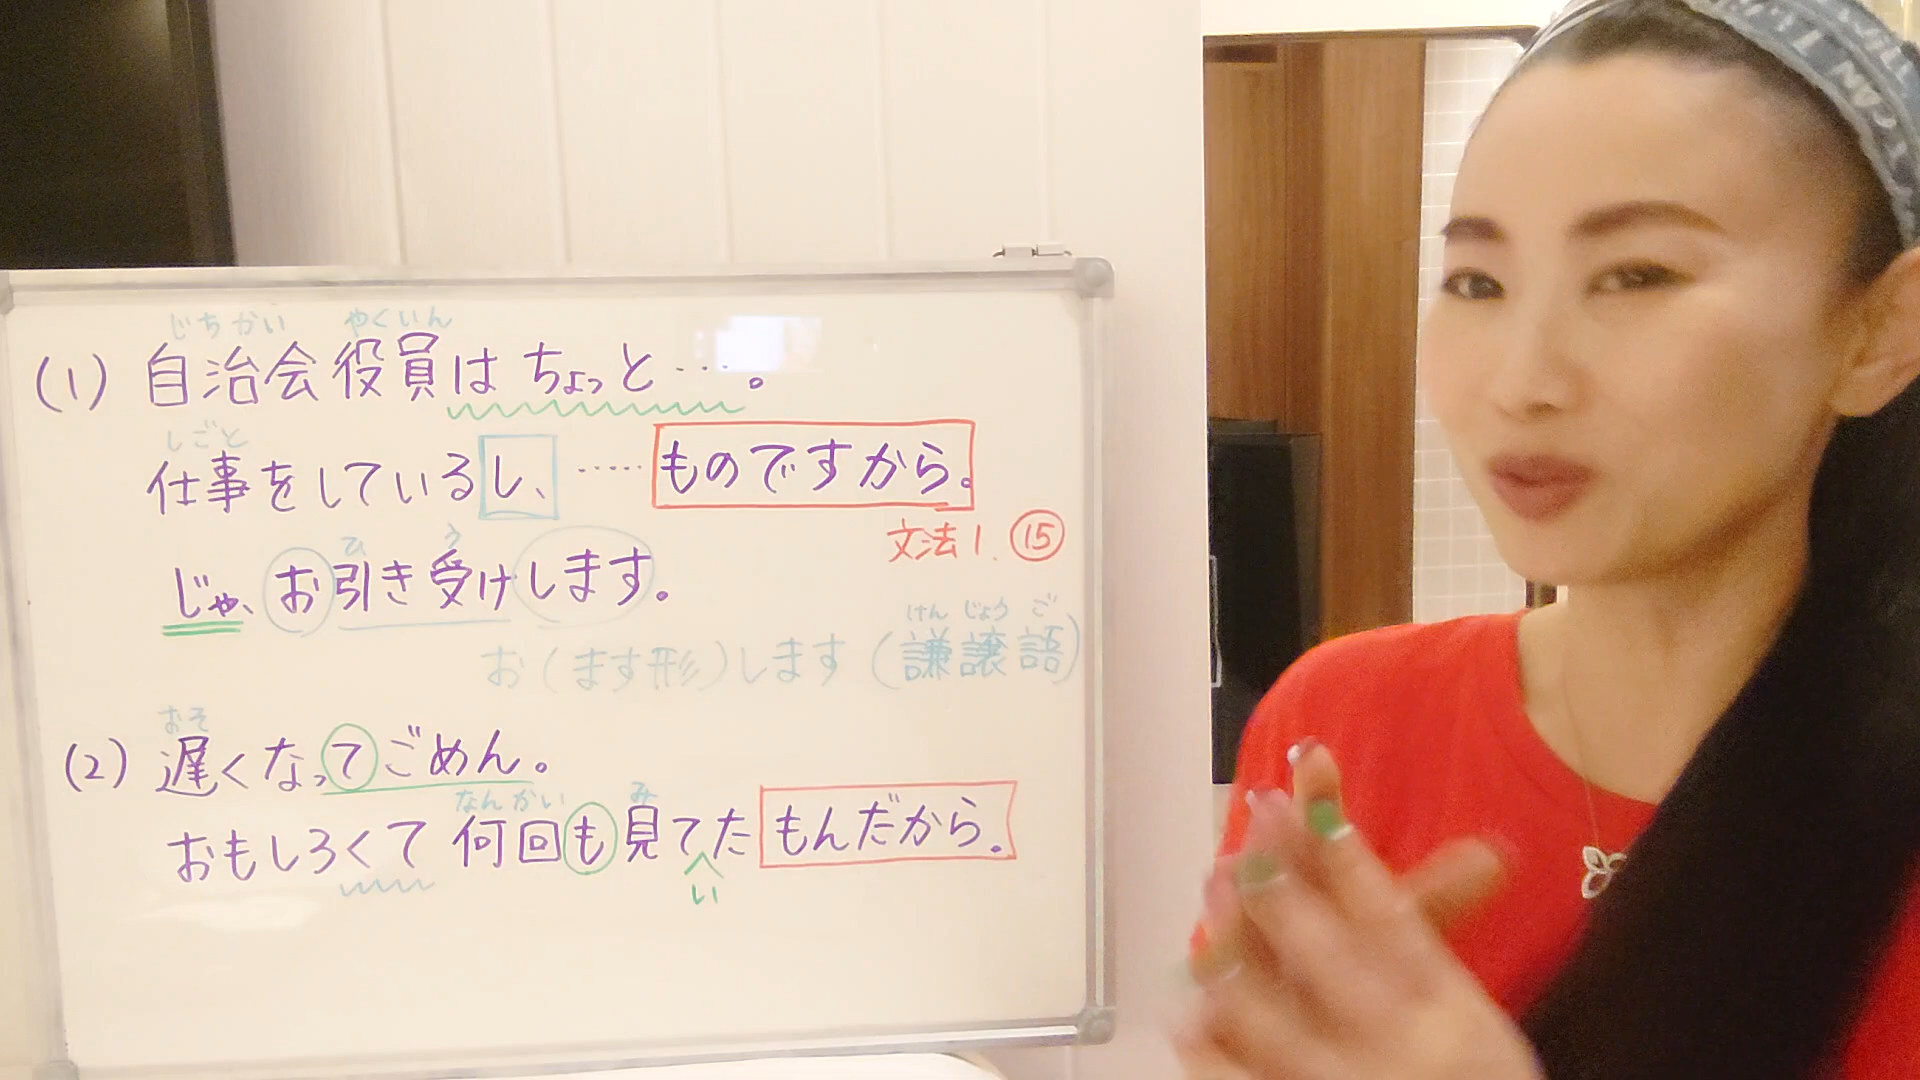 じちかい やくいん
(1) 自治会役員は ちょっと…。
しごと
仕事をしているし、……ものですから。
文法1. ⑮
ひ う
じゃ、お引き受けします。
けんじょうご
お(ます形)します(謙譲語)
おそ
(2) 遅くなってごめん。
なんかい み
おもしろくて 何回も見てたもんだから。
い